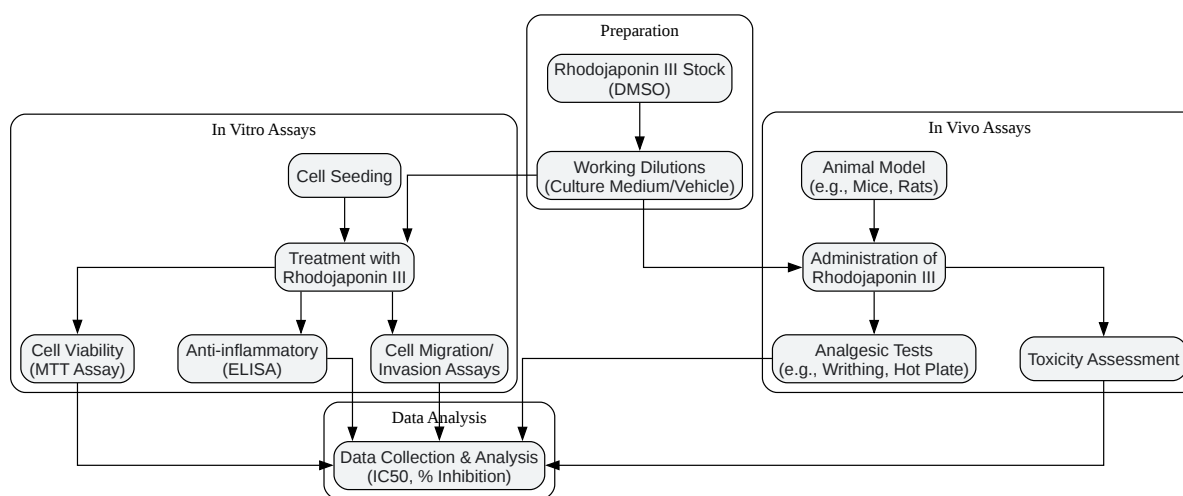 Preparation
Rhodojaponin III Stock
(DMSO)
Working Dilutions
(Culture Medium/Vehicle)
In Vitro Assays
Cell Seeding
Treatment with
Rhodojaponin III
Cell Viability
(MTT Assay)
Anti-inflammatory
(ELISA)
Cell Migration/
Invasion Assays
In Vivo Assays
Animal Model
(e.g., Mice, Rats)
Administration of
Rhodojaponin III
Analgesic Tests
(e.g., Writhing, Hot Plate)
Toxicity Assessment
Data Analysis
Data Collection & Analysis
(IC50, % Inhibition)